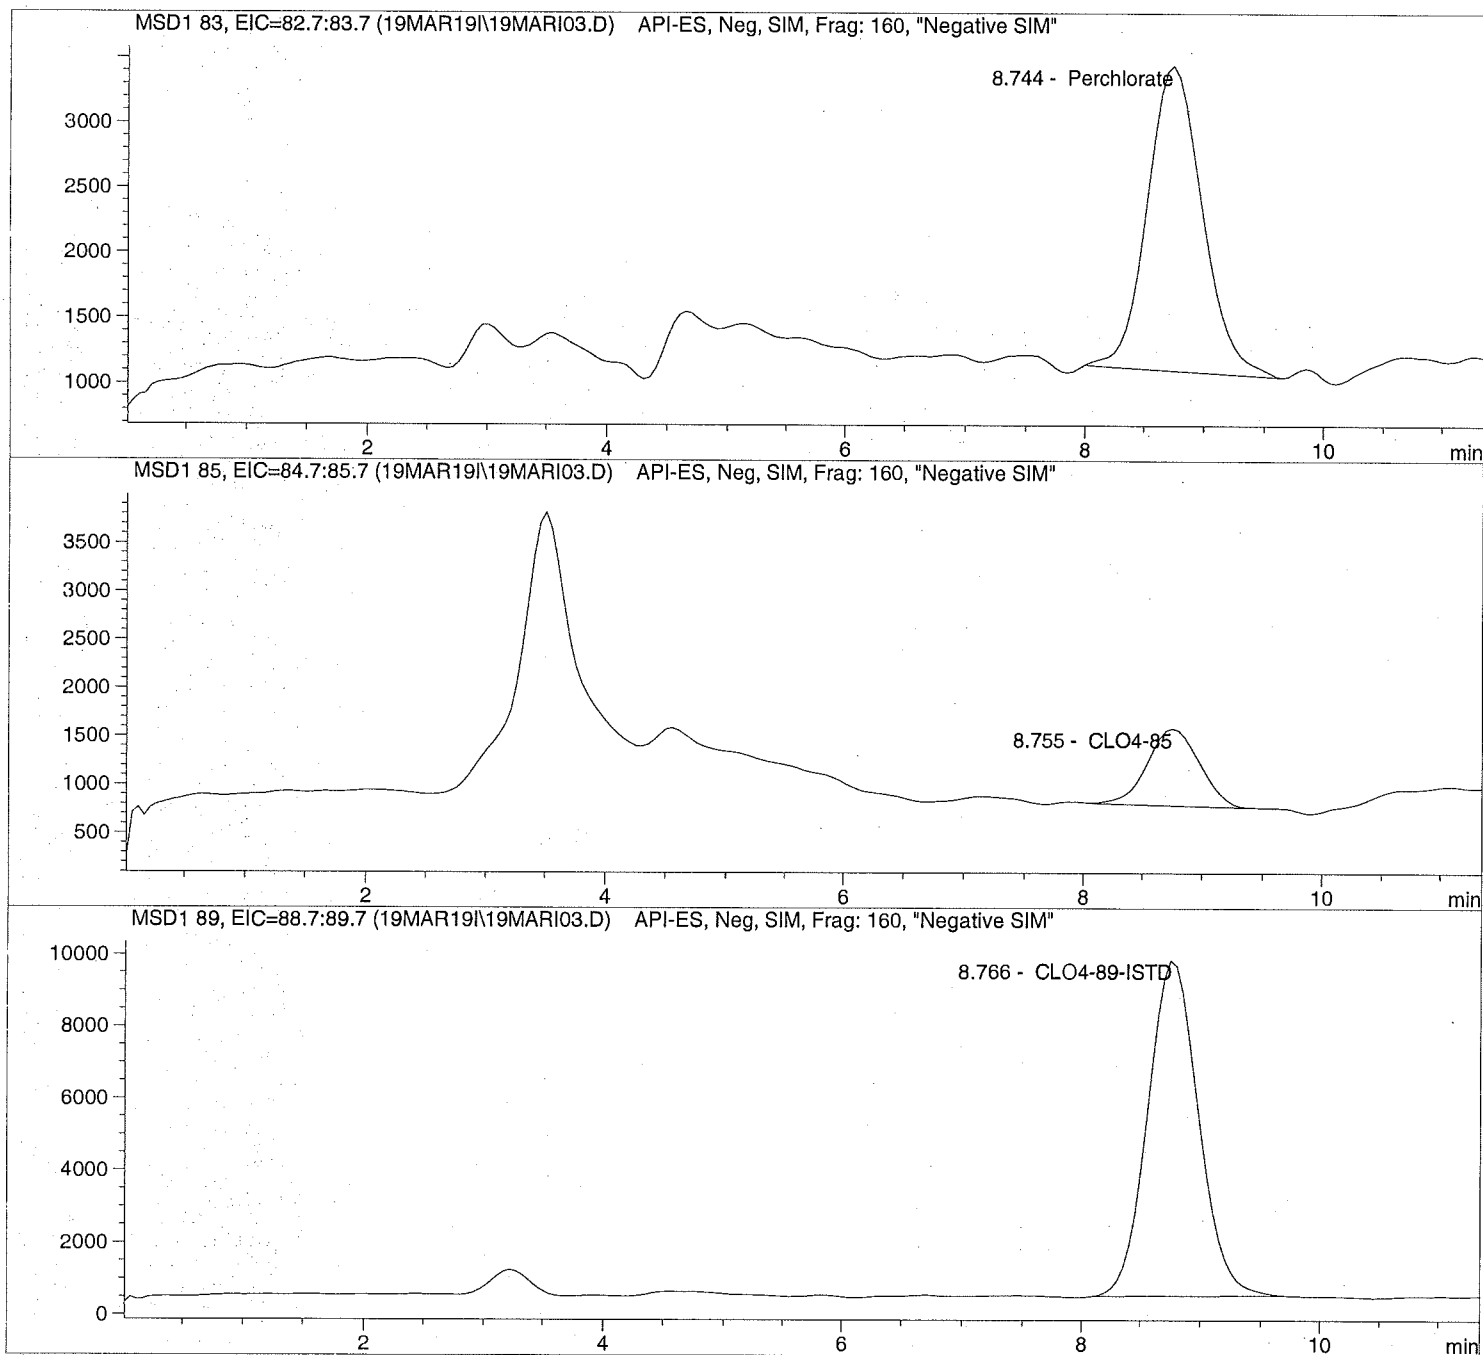 MSD1 83, EIC=82.7:83.7 (19MAR19I\19MARI03.D) API-ES, Neg, SIM, Frag: 160, "Negative SIM"
8.744 - Perchlorate
3000
2500
2000
1500
1000
2 4 6 8 10 min
MSD1 85, EIC=84.7:85.7 (19MAR19I\19MARI03.D) API-ES, Neg, SIM, Frag: 160, "Negative SIM"
3500
3000
2500
2000
1500
8.755 - CLO4-85
1000
500
2 4 6 8 10 min
MSD1 89, EIC=88.7:89.7 (19MAR19I\19MARI03.D) API-ES, Neg, SIM, Frag: 160, "Negative SIM"
10000
8.766 - CLO4-89-ISTD
8000
6000
4000
2000
0
2 4 6 8 10 min